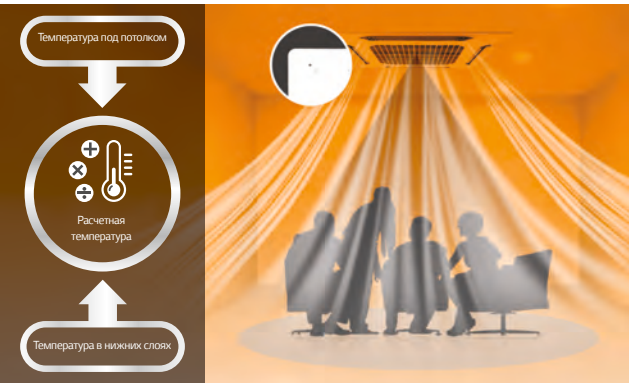 Температура под потолком
Расчетная
температура
Температура в нижних слоях